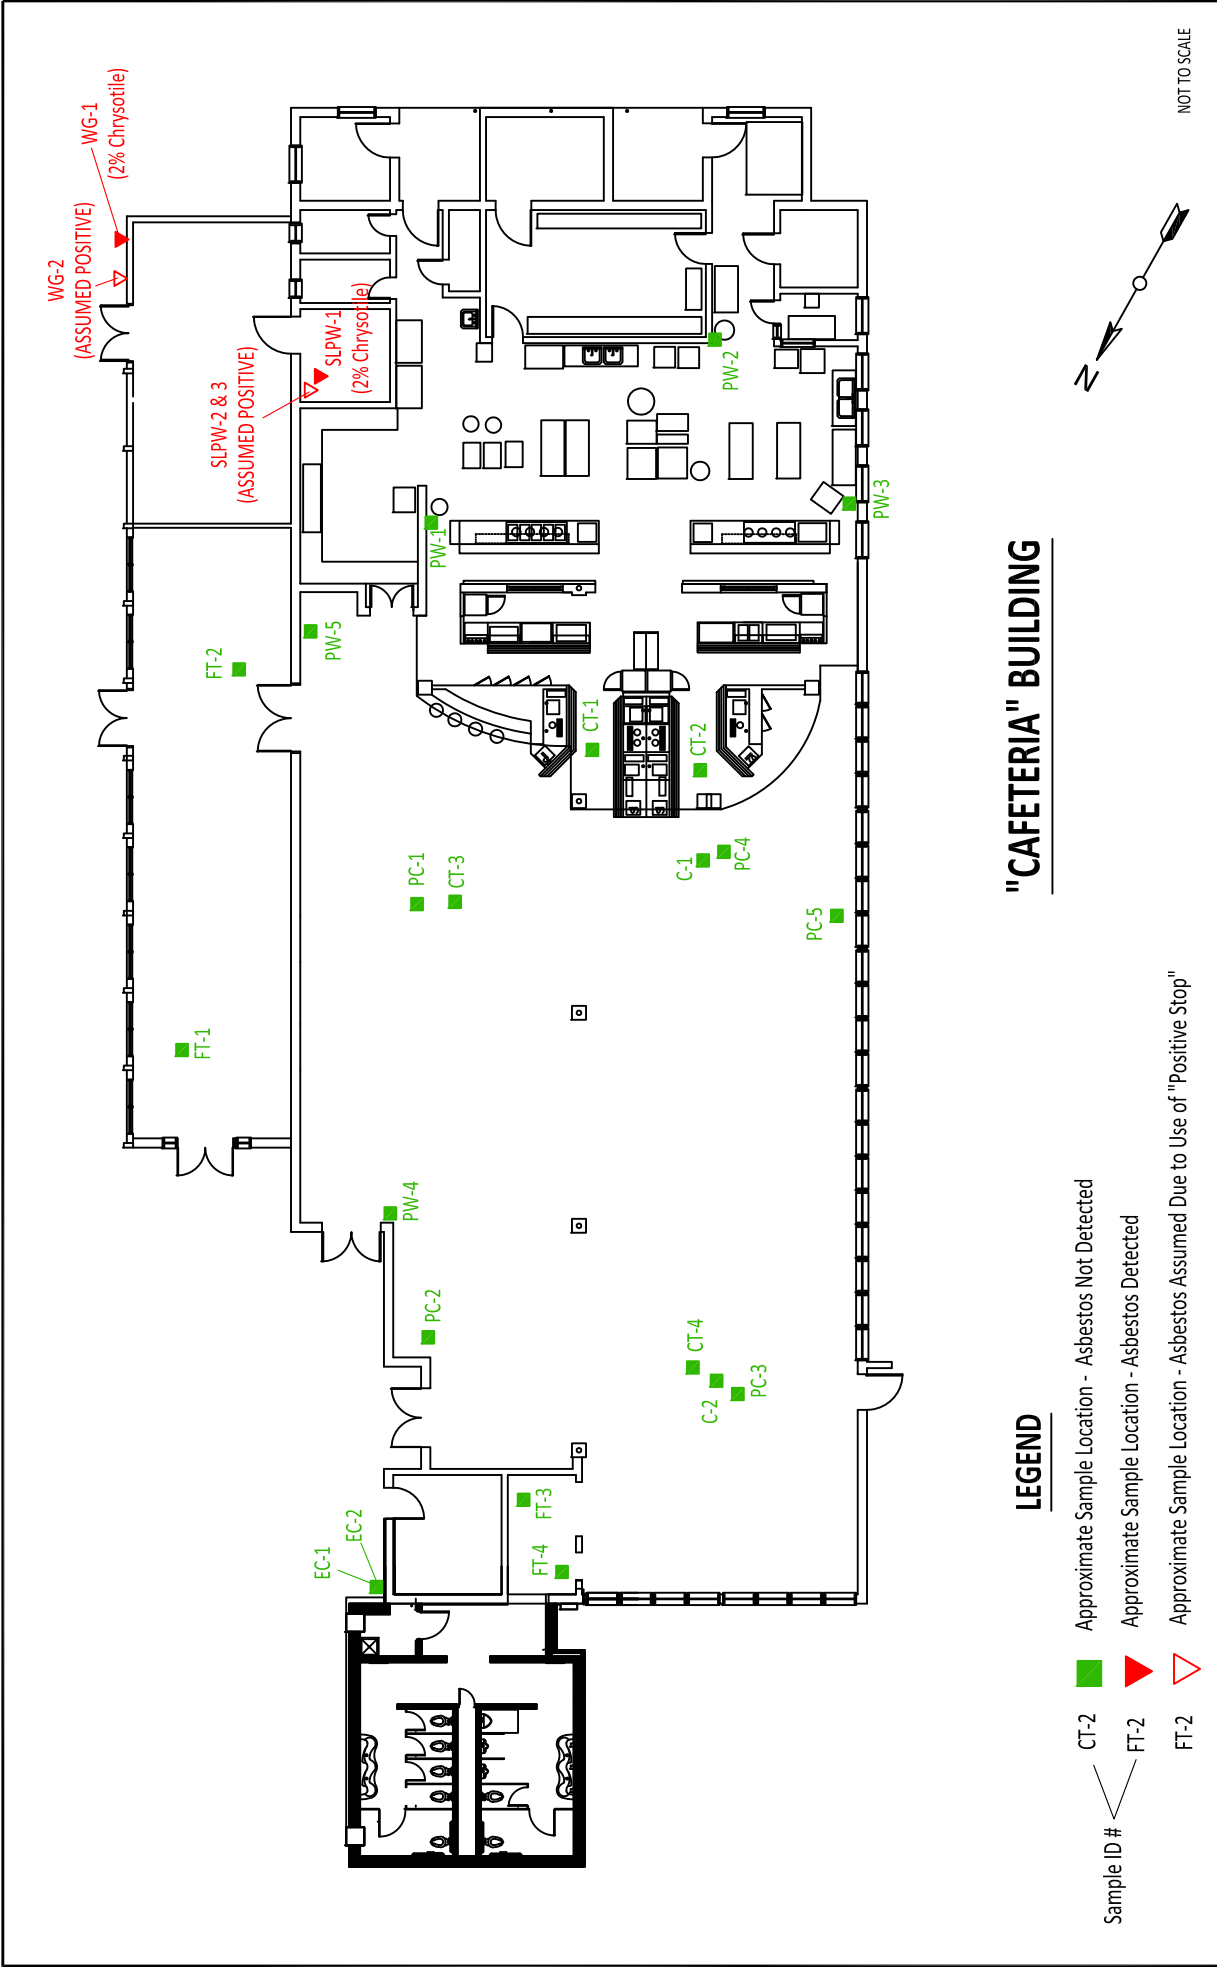 WG-1
(2% Chrysotile)
WG-2
(ASSUMED POSITIVE)
SLPW-1
(2% Chrysotile)
SLPW-2 & 3
(ASSUMED POSITIVE)
PW-2
PW-3
PW-1
PW-5
FT-2
CT-1
CT-2
PC-1
CT-3
C-1
PC-4
PC-5
FT-1
PW-4
PC-2
CT-4
C-2
PC-3
FT-3
FT-4
EC-1
EC-2
N
NOT TO SCALE
"CAFETERIA" BUILDING
LEGEND
Sample ID #
CT-2 Approximate Sample Location - Asbestos Not Detected
FT-2 Approximate Sample Location - Asbestos Detected
FT-2 Approximate Sample Location - Asbestos Assumed Due to Use of "Positive Stop"